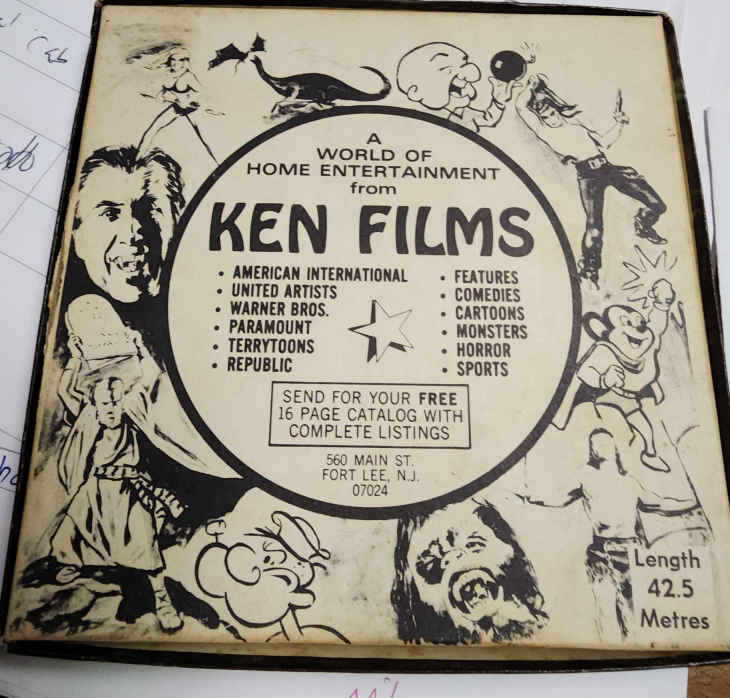 A
WORLD OF
HOME ENTERTAINMENT
from
KEN FILMS
• AMERICAN INTERNATIONAL
• UNITED ARTISTS
• WARNER BROS.
• PARAMOUNT
• TERRYTOONS
• REPUBLIC
• FEATURES
• COMEDIES
• CARTOONS
• MONSTERS
• HORROR
• SPORTS
SEND FOR YOUR FREE
16 PAGE CATALOG WITH
COMPLETE LISTINGS
560 MAIN ST.
FORT LEE, N.J.
07024
Length
42.5
Metres